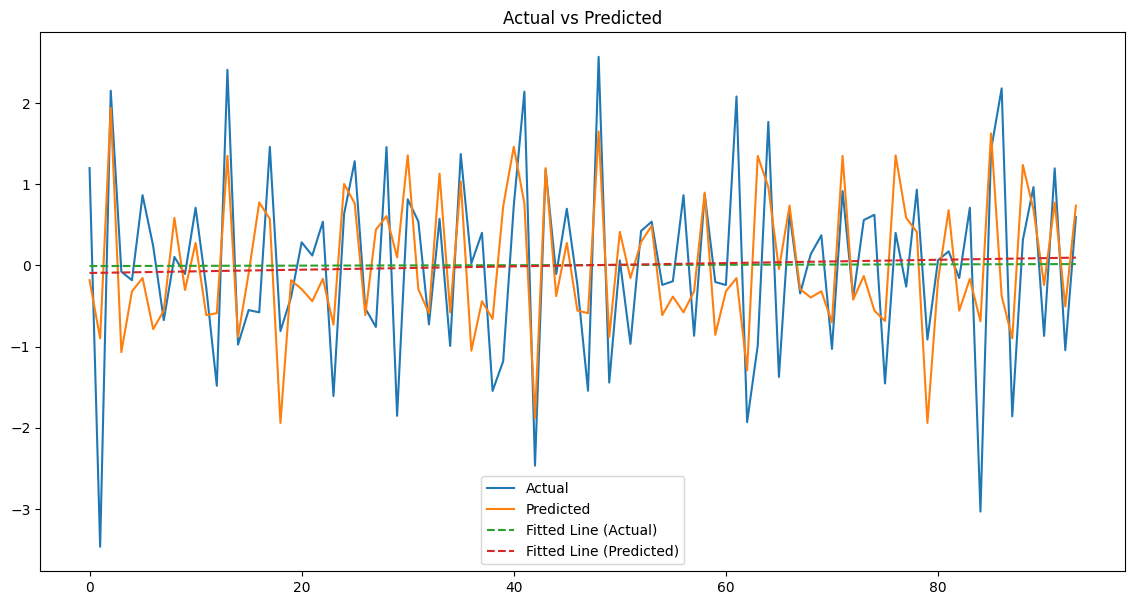 Actual vs Predicted
2
1
0
−1
−2
−3
Actual
Predicted
Fitted Line (Actual)
Fitted Line (Predicted)
0
20
40
60
80